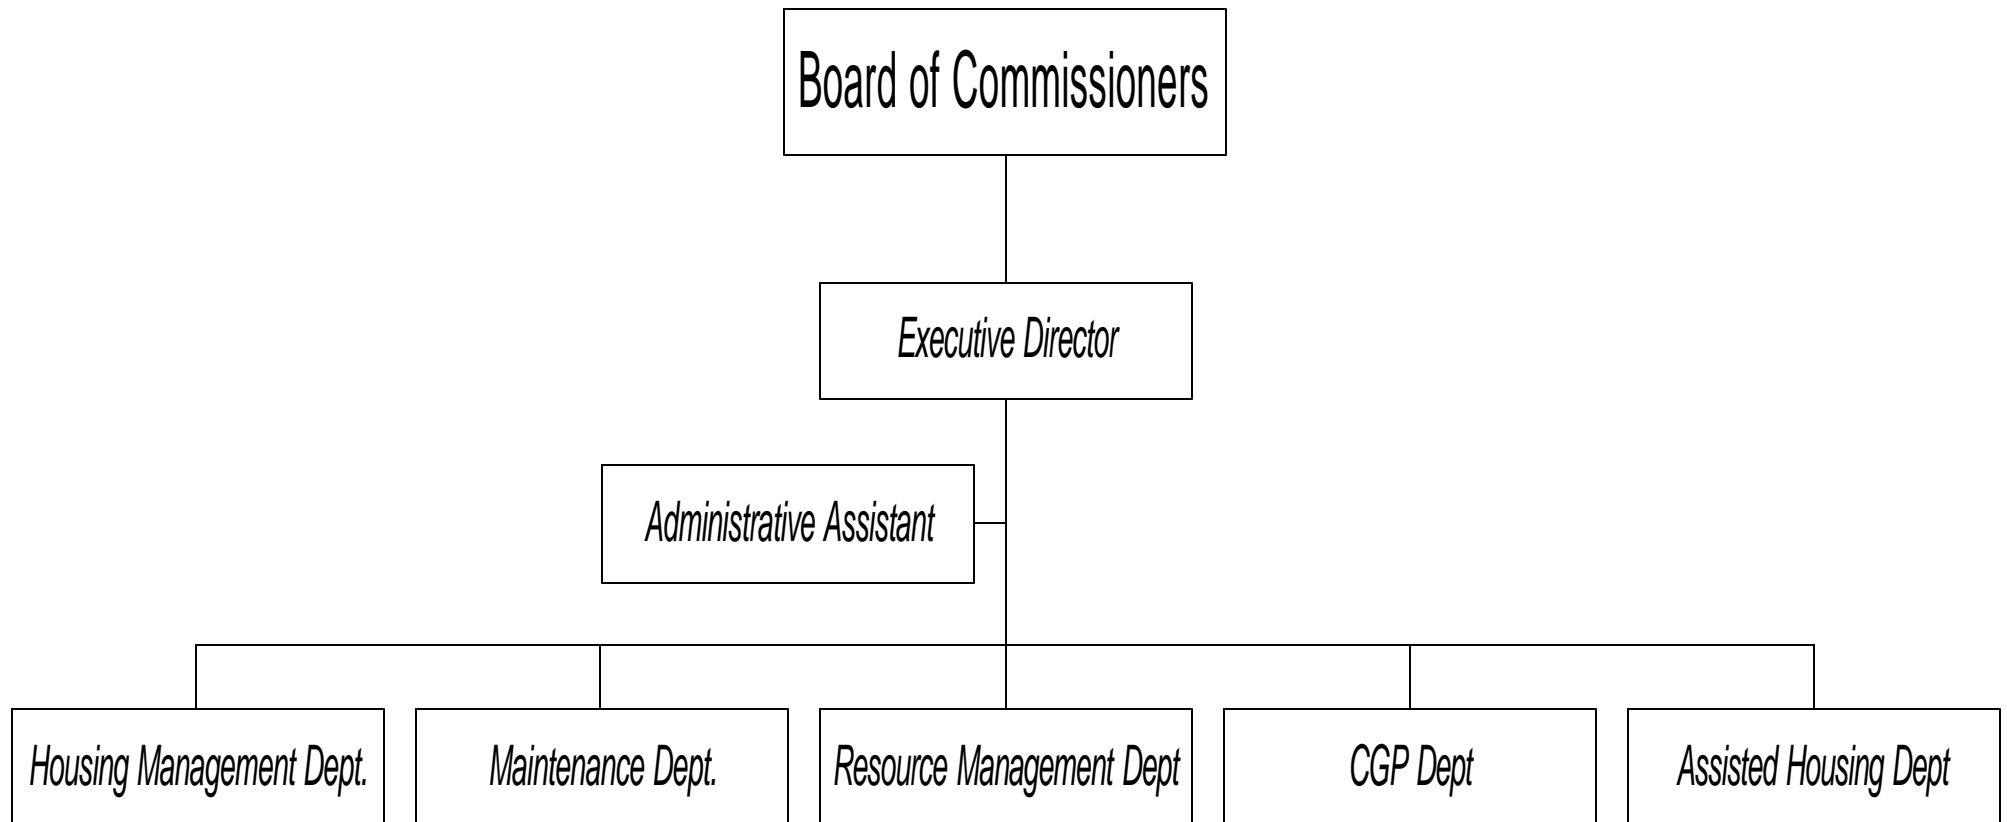 Board of Commissioners
Executive Director
Administrative Assistant
Housing Management Dept.
Maintenance Dept.
Resource Management Dept
CGP Dept
Assisted Housing Dept